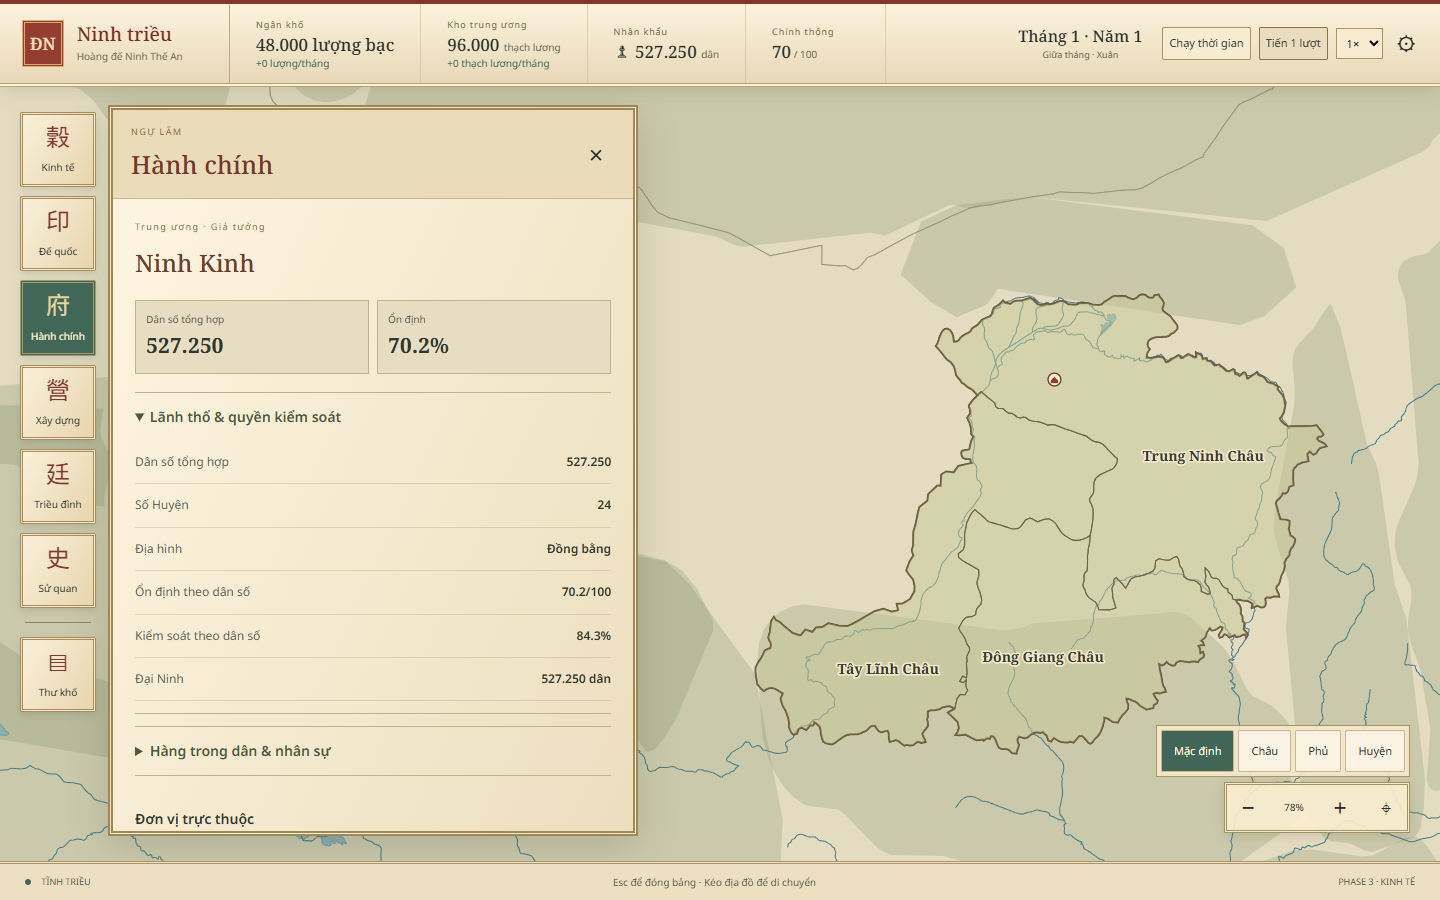 ĐN
Ninh triều
Hoàng đế Ninh Thế An
Ngân khố
48.000 lượng bạc
+0 lượng/tháng
Kho trung ương
96.000 thạch lương
+0 thạch lương/tháng
Nhân khẩu
527.250 dân
Chính thống
70 / 100
Tháng 1 · Năm 1
Giữa tháng · Xuân
Chạy thời gian
Tiến 1 lượt
1×
穀
Kinh tế
印
Đế quốc
府
Hành chính
營
Xây dựng
廷
Triều đình
史
Sử quan
目
Thư khố
NGỰ LÃM
Hành chính
×
Trung ương · Giả tưởng
Ninh Kinh
Dân số tổng hợp
527.250
Ổn định
70.2%
▼ Lãnh thổ & quyền kiểm soát
Dân số tổng hợp 527.250
Số Huyện 24
Địa hình Đồng bằng
Ổn định theo dân số 70.2/100
Kiểm soát theo dân số 84.3%
Đại Ninh 527.250 dân
▶ Hàng trong dân & nhân sự
Đơn vị trực thuộc
Trung Ninh Châu
Đông Giang Châu
Tây Lĩnh Châu
Mặc định
Châu
Phủ
Huyện
− 78% +
TĨNH TRIỀU
Esc để đóng bảng · Kéo địa đồ để di chuyển
PHASE 3 · KINH TẾ